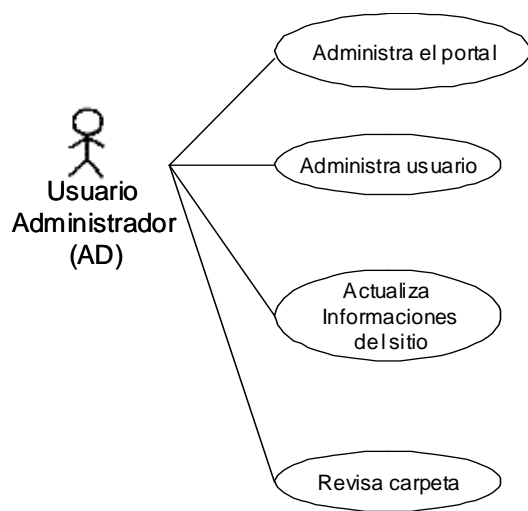 Administra el portal
Administra usuario
Usuario
Administrador
(AD)
Actualiza
Informaciones
del sitio
Revisa carpeta